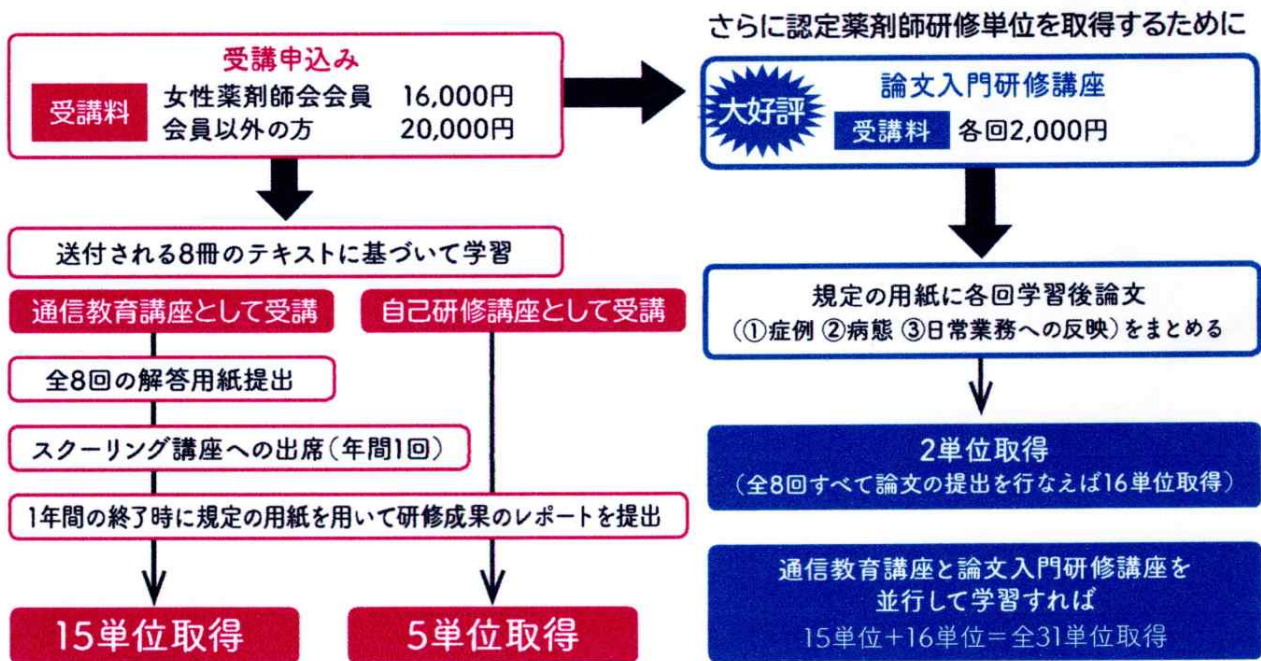 受講申込み
受講料
女性薬剤師会会員 16,000円
会員以外の方 20,000円
送付される8冊のテキストに基づいて学習
通信教育講座として受講
自己研修講座として受講
全8回の解答用紙提出
スクーリング講座への出席(年間1回)
1年間の終了時に規定の用紙を用いて研修成果のレポートを提出
15単位取得
5単位取得
さらに認定薬剤師研修単位を取得するために
大好評
論文入門研修講座
受講料 各回2,000円
規定の用紙に各回学習後論文
(①症例 ②病態 ③日常業務への反映)をまとめる
2単位取得
(全8回すべて論文の提出を行なえば16単位取得)
通信教育講座と論文入門研修講座を
並行して学習すれば
15単位+16単位=全31単位取得